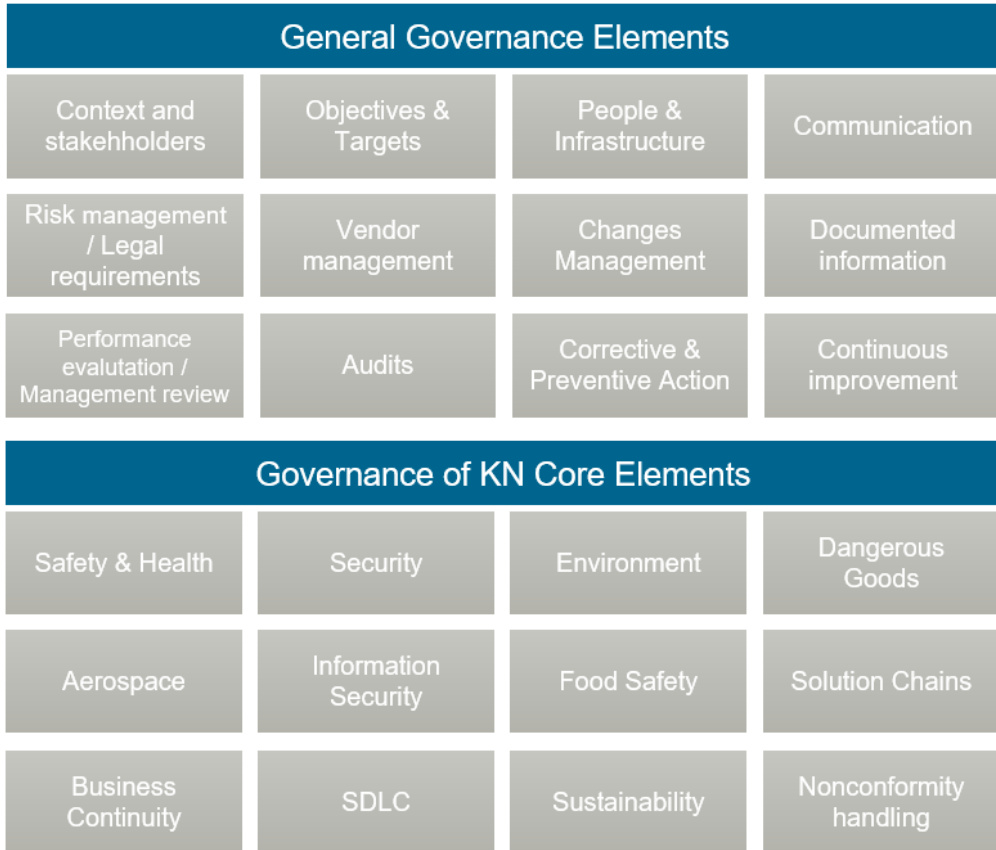 General Governance Elements
Context and
stakehholders
Objectives &
Targets
People &
Infrastructure
Communication
Risk management
/ Legal
requirements
Vendor
management
Changes
Management
Documented
information
Performance
evalutation /
Management review
Audits
Corrective &
Preventive Action
Continuous
improvement
Governance of KN Core Elements
Safety & Health
Security
Environment
Dangerous
Goods
Aerospace
Information
Security
Food Safety
Solution Chains
Business
Continuity
SDLC
Sustainability
Nonconformity
handling